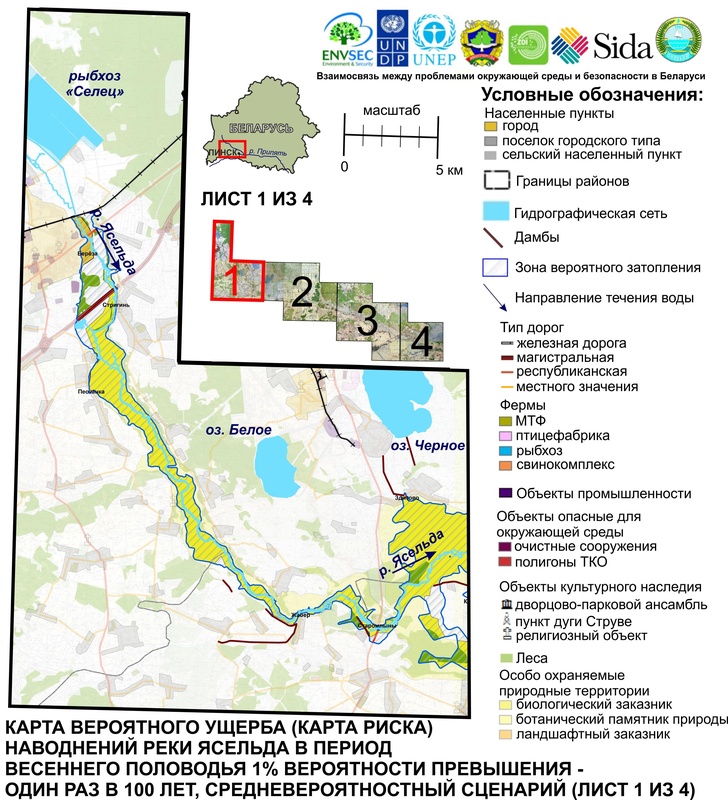 рыбхоз
«Селец»
ENVSEC
Environment & Security
U N
D P
UNEP
ZOI
Sida
Взаимосвязь между проблемами окружающей среды и безопасности в Беларуси
БЕЛАРУСЬ
ПИНСК
р. Припять
масштаб
0
5 км
ЛИСТ 1 ИЗ 4
1
2
3
4
Условные обозначения:
Населенные пункты
город
поселок городского типа
сельский населенный пункт
Границы районов
Гидрографическая сеть
Дамбы
Зона вероятного затопления
Направление течения воды
Тип дорог
железная дорога
магистральная
республиканская
местного значения
Фермы
МТФ
птицефабрика
рыбхоз
свинокомплекс
Объекты промышленности
Объекты опасные для
окружающей среды
очистные сооружения
полигоны ТКО
Объекты культурного наследия
дворцово-парковой ансамбль
пункт дуги Струве
религиозный объект
Леса
Особо охраняемые
природные территории
биологический заказник
ботанический памятник природы
ландшафтный заказник
р. Ясельда
Берёза
Стригинь
оз. Белое
оз. Черное
р. Ясельда
Жабер
КАРТА ВЕРОЯТНОГО УЩЕРБА (КАРТА РИСКА)
НАВОДНЕНИЙ РЕКИ ЯСЕЛЬДА В ПЕРИОД
ВЕСЕННЕГО ПОЛОВОДЬЯ 1% ВЕРОЯТНОСТИ ПРЕВЫШЕНИЯ -
ОДИН РАЗ В 100 ЛЕТ, СРЕДНЕВЕРОЯТНОСТНЫЙ СЦЕНАРИЙ (ЛИСТ 1 ИЗ 4)